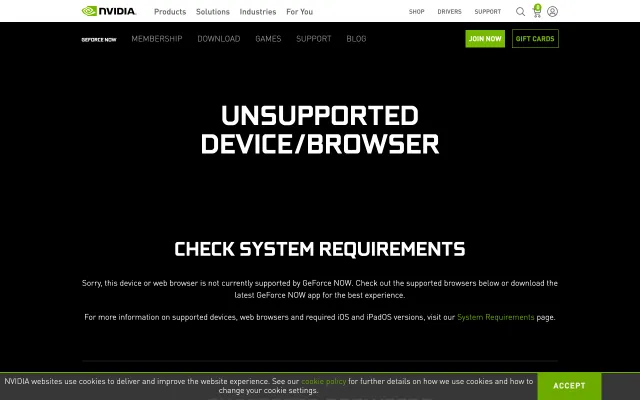 NVIDIA. Products Solutions Industries For You SHOP DRIVERS SUPPORT
GEFORCE NOW MEMBERSHIP DOWNLOAD GAMES SUPPORT BLOG JOIN NOW GIFT CARDS
UNSUPPORTED
DEVICE/BROWSER
CHECK SYSTEM REQUIREMENTS
Sorry, this device or web browser is not currently supported by GeForce NOW. Check out the supported browsers below or download the
latest GeForce NOW app for the best experience.
For more information on supported devices, web browsers and required iOS and iPadOS versions, visit our System Requirements page.
NVIDIA websites use cookies to deliver and improve the website experience. See our cookie policy for further details on how we use cookies and how to
change your cookie settings.
ACCEPT